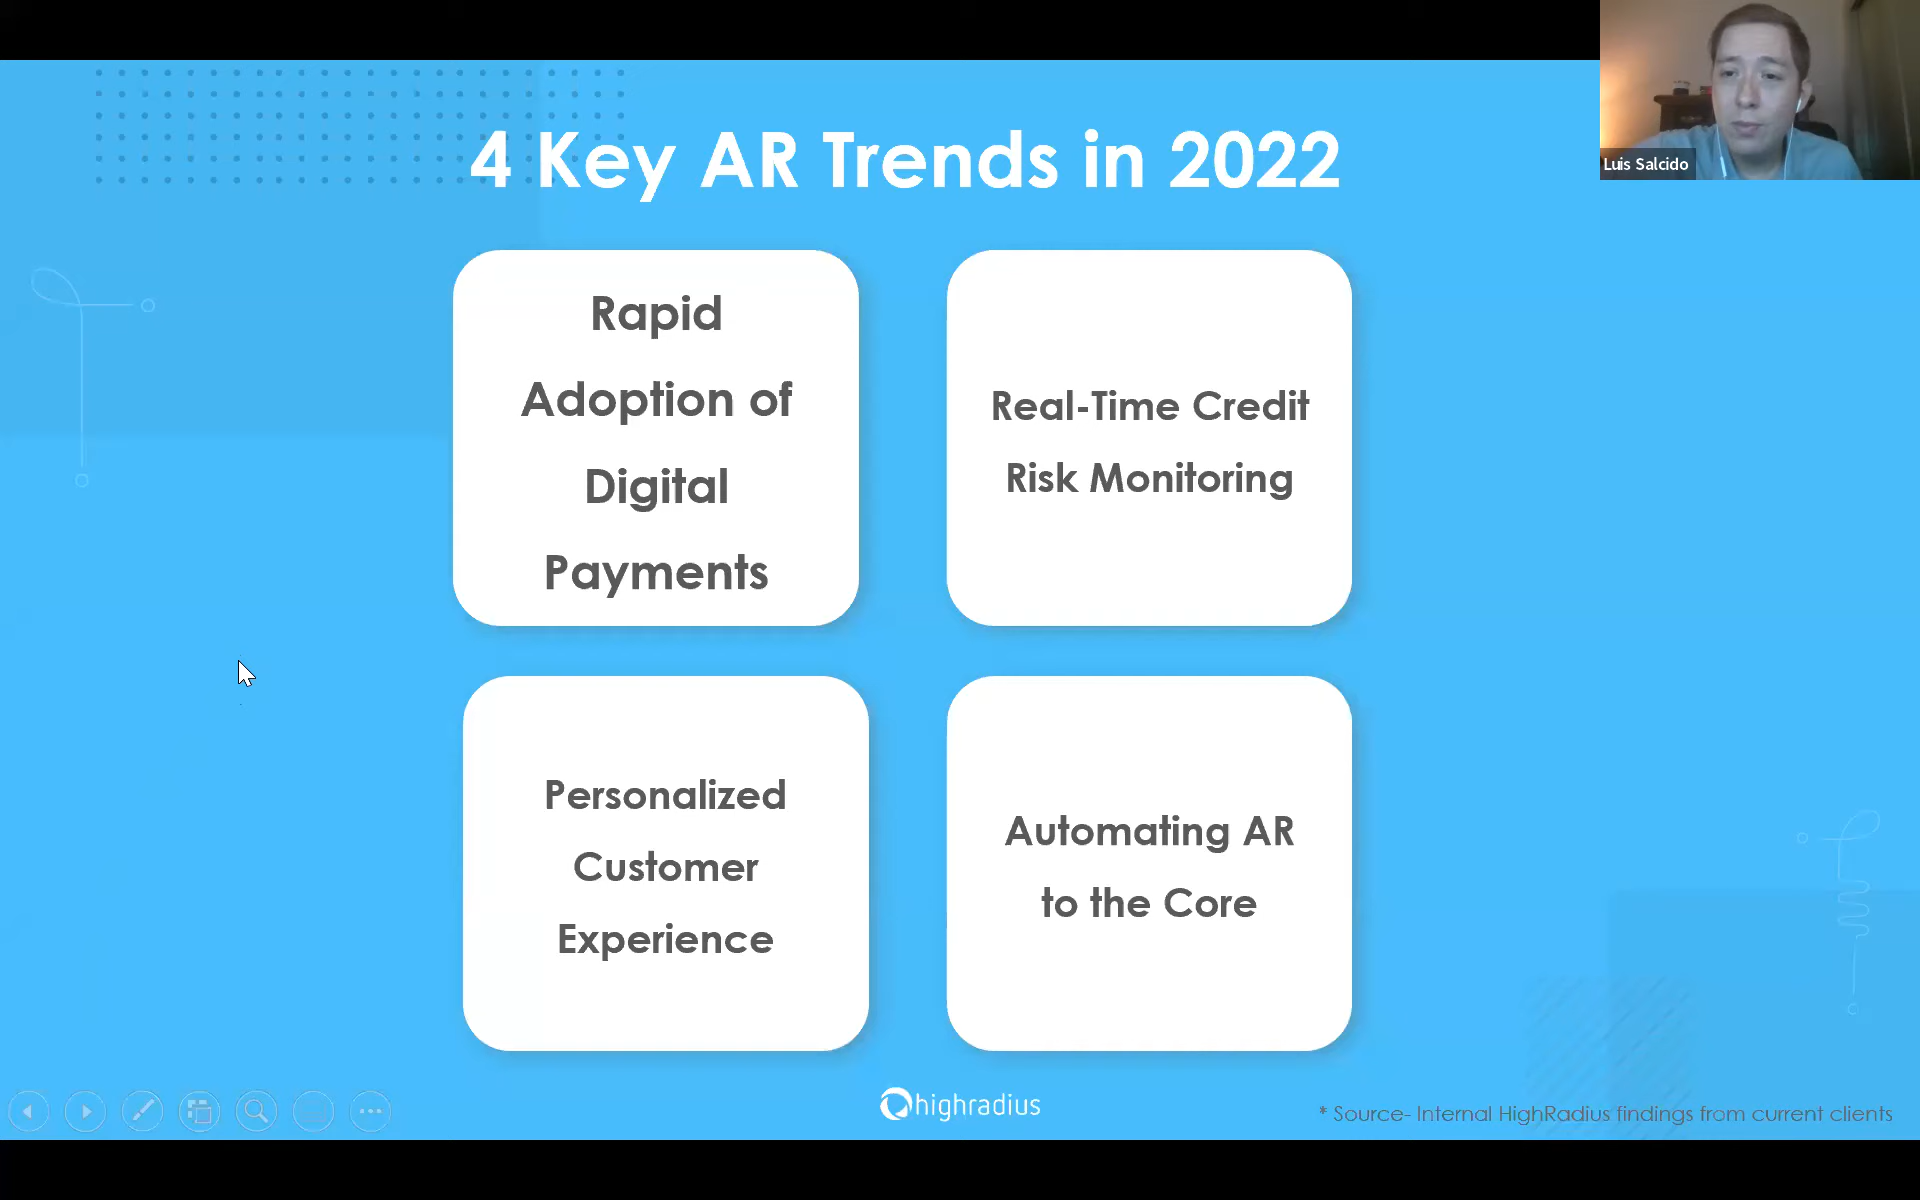 Luis Salcido
4 Key AR Trends in 2022
Rapid
Adoption of
Digital
Payments
Real-Time Credit
Risk Monitoring
Personalized
Customer
Experience
Automating AR
to the Core
highradius
* Source- Internal HighRadius findings from current clients